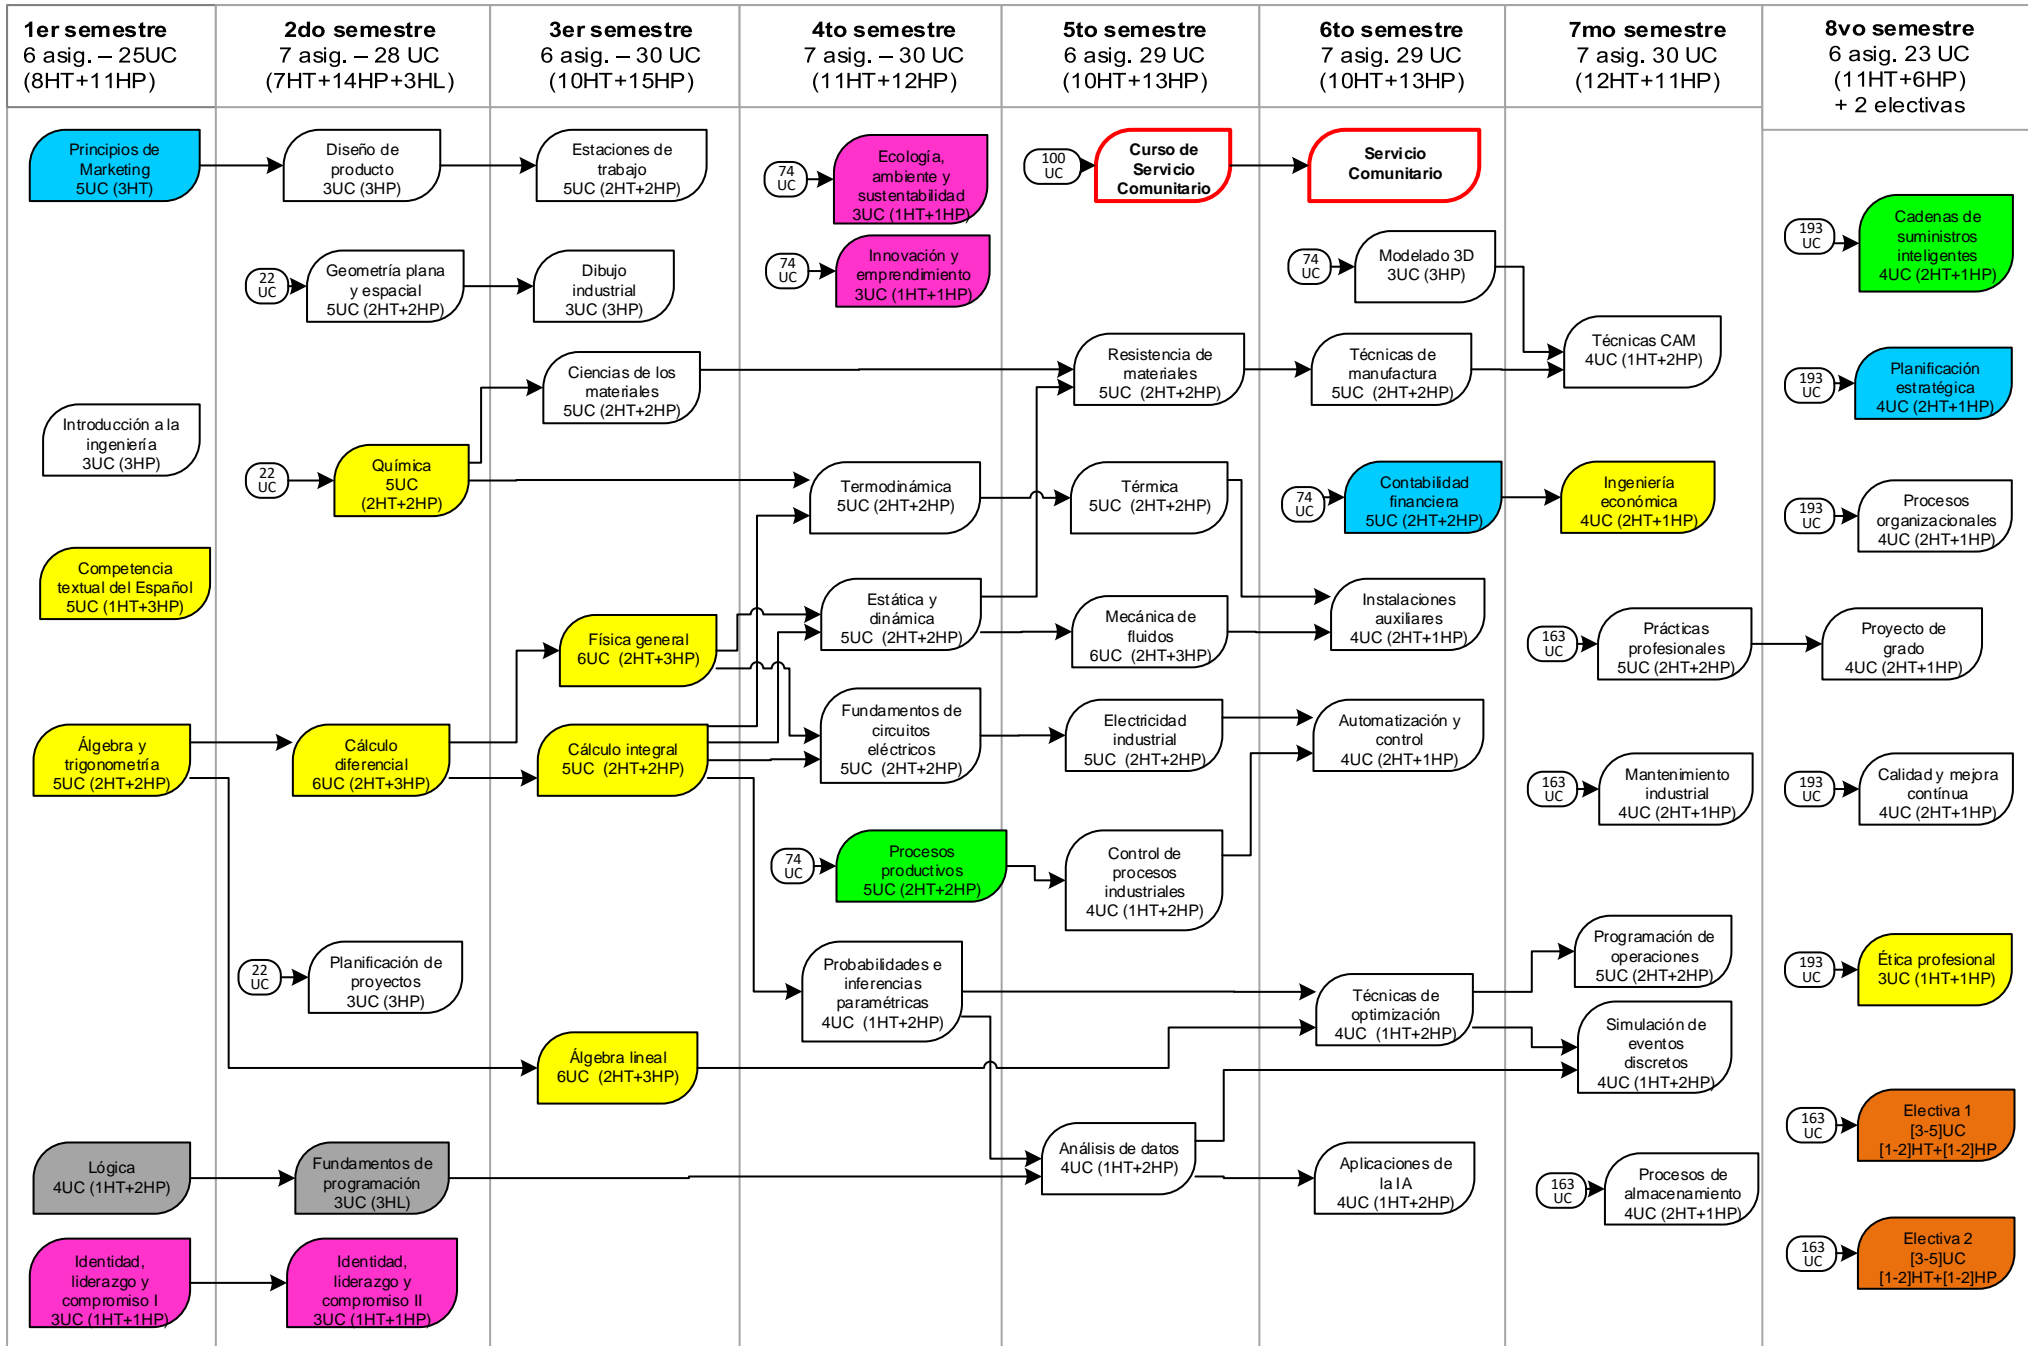 1er semestre
6 asig. – 25UC
(8HT+11HP)
2do semestre
7 asig. – 28 UC
(7HT+14HP+3HL)
3er semestre
6 asig. – 30 UC
(10HT+15HP)
4to semestre
7 asig. – 30 UC
(11HT+12HP)
5to semestre
6 asig. 29 UC
(10HT+13HP)
6to semestre
7 asig. 29 UC
(10HT+13HP)
7mo semestre
7 asig. 30 UC
(12HT+11HP)
8vo semestre
6 asig. 23 UC
(11HT+6HP)
+ 2 electivas
Principios de
Marketing
5UC (3HT)
Introducción a la
ingeniería
3UC (3HP)
Competencia
textual del Español
5UC (1HT+3HP)
Álgebra y
trigonometría
5UC (2HT+2HP)
Lógica
4UC (1HT+2HP)
Identidad,
liderazgo y
compromiso I
3UC (1HT+1HP)
Diseño de
producto
3UC (3HP)
22
UC
Geometría plana
y espacial
5UC (2HT+2HP)
22
UC
Química
5UC
(2HT+2HP)
Cálculo
diferencial
6UC (2HT+3HP)
22
UC
Planificación de
proyectos
3UC (3HP)
Fundamentos de
programación
3UC (3HL)
Identidad,
liderazgo y
compromiso II
3UC (1HT+1HP)
Estaciones de
trabajo
5UC (2HT+2HP)
Dibujo
industrial
3UC (3HP)
Ciencias de los
materiales
5UC (2HT+2HP)
Física general
6UC (2HT+3HP)
Cálculo integral
5UC (2HT+2HP)
Álgebra lineal
6UC (2HT+3HP)
74
UC
Ecología,
ambiente y
sustentabilidad
3UC (1HT+1HP)
74
UC
Innovación y
emprendimiento
3UC (1HT+1HP)
Termodinámica
5UC (2HT+2HP)
Estática y
dinámica
5UC (2HT+2HP)
Fundamentos de
circuitos
eléctricos
5UC (2HT+2HP)
74
UC
Procesos
productivos
5UC (2HT+2HP)
Probabilidades e
inferencias
paramétricas
4UC (1HT+2HP)
100
UC
Curso de
Servicio
Comunitario
Resistencia de
materiales
5UC (2HT+2HP)
Térmica
5UC (2HT+2HP)
Mecánica de
fluidos
6UC (2HT+3HP)
Electricidad
industrial
5UC (2HT+2HP)
Control de
procesos
industriales
4UC (1HT+2HP)
Análisis de datos
4UC (1HT+2HP)
Servicio
Comunitario
74
UC
Modelado 3D
3UC (3HP)
Técnicas de
manufactura
5UC (2HT+2HP)
74
UC
Contabilidad
financiera
5UC (2HT+2HP)
Instalaciones
auxiliares
4UC (2HT+1HP)
Automatización y
control
4UC (2HT+1HP)
Técnicas de
optimización
4UC (1HT+2HP)
Aplicaciones de
la IA
4UC (1HT+2HP)
Técnicas CAM
4UC (1HT+2HP)
Ingeniería
económica
4UC (2HT+1HP)
163
UC
Prácticas
profesionales
5UC (2HT+2HP)
163
UC
Mantenimiento
industrial
4UC (2HT+1HP)
Programación de
operaciones
5UC (2HT+2HP)
Simulación de
eventos
discretos
4UC (1HT+2HP)
163
UC
Procesos de
almacenamiento
4UC (2HT+1HP)
193
UC
Cadenas de
suministros
inteligentes
4UC (2HT+1HP)
193
UC
Planificación
estratégica
4UC (2HT+1HP)
193
UC
Procesos
organizacionales
4UC (2HT+1HP)
Proyecto de
grado
4UC (2HT+1HP)
193
UC
Calidad y mejora
contínua
4UC (2HT+1HP)
193
UC
Ética profesional
3UC (1HT+1HP)
163
UC
Electiva 1
[3-5]UC
[1-2]HT+[1-2]HP
163
UC
Electiva 2
[3-5]UC
[1-2]HT+[1-2]HP